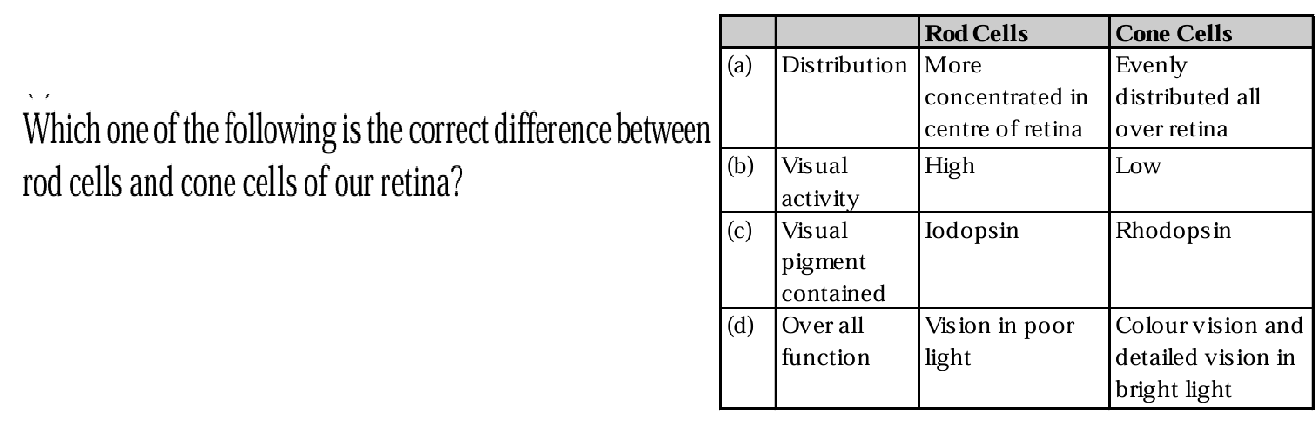 Which one of the following is the correct difference between
rod cells and cone cells of our retina?
Rod Cells Cone Cells
(a) Distribution More Evenly
concentrated in distributed all
centre of retina over retina
(b) Visual High Low
activity
(c) Visual Iodopsin Rhodopsin
pigment
contained
(d) Over all Vision in poor Colour vision and
function light detailed vision in
bright light